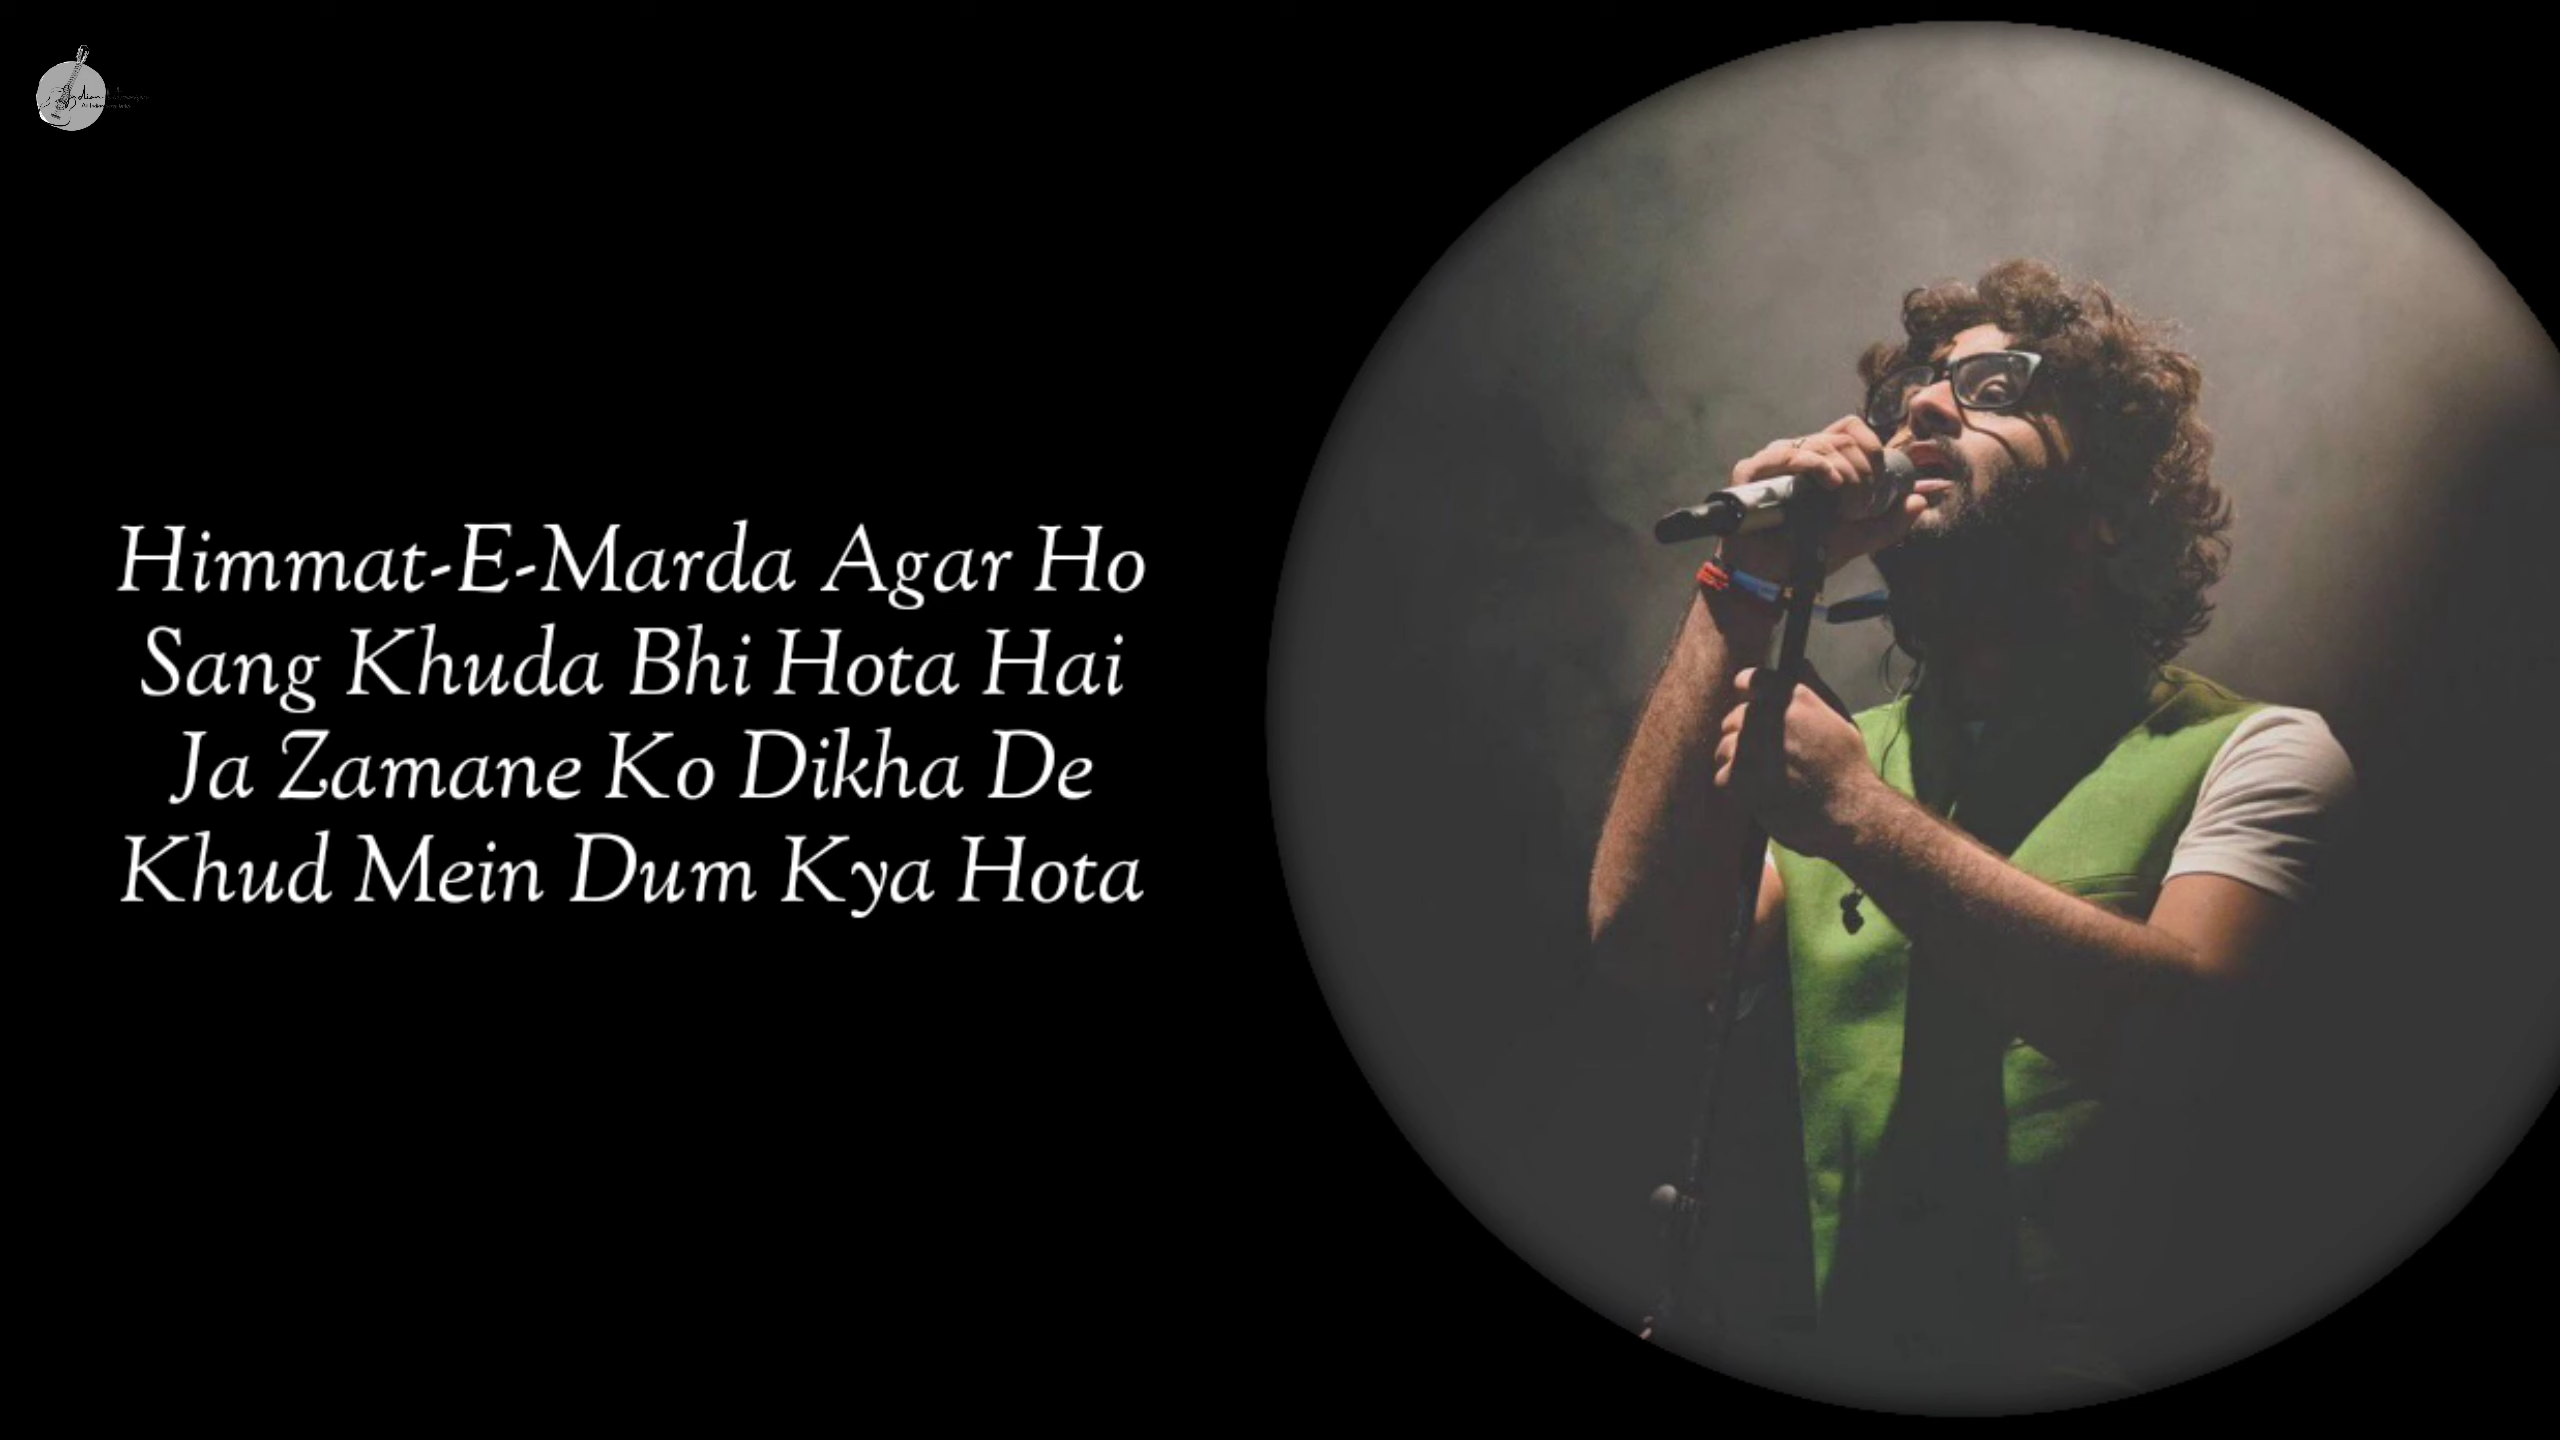 Himmat-E-Marda Agar Ho
Sang Khuda Bhi Hota Hai
Ja Zamane Ko Dikha De
Khud Mein Dum Kya Hota